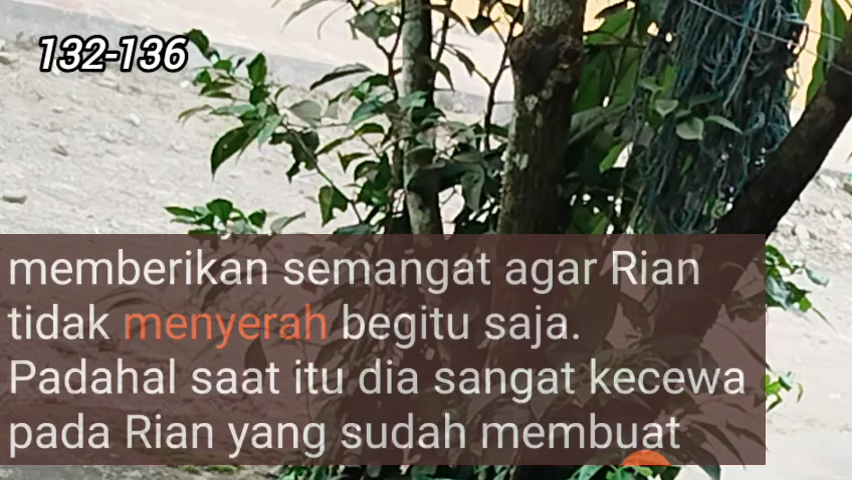 132-136
memberikan semangat agar Rian
tidak menyerah begitu saja.
Padahal saat itu dia sangat kecewa
pada Rian yang sudah membuat